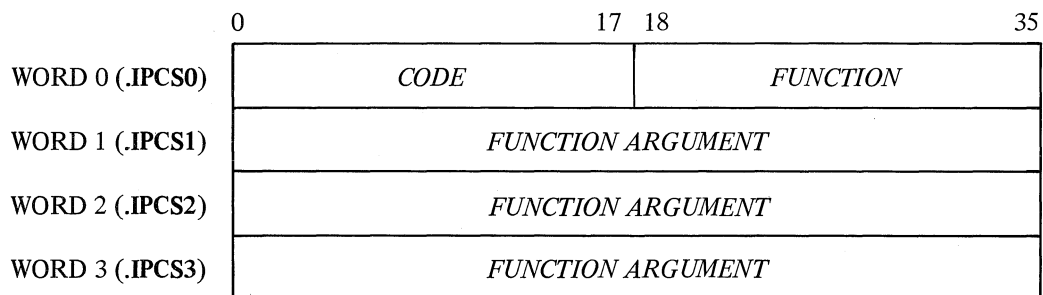 0 17 18 35
WORD 0 (.IPCS0) CODE FUNCTION
WORD 1 (.IPCS1) FUNCTION ARGUMENT
WORD 2 (.IPCS2) FUNCTION ARGUMENT
WORD 3 (.IPCS3) FUNCTION ARGUMENT